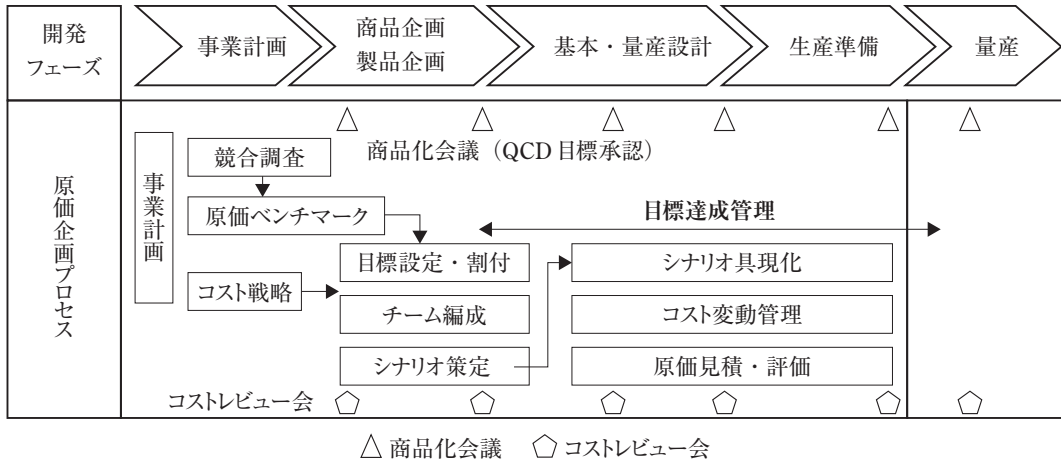 開発
フェーズ
事業計画
商品企画
製品企画
基本・量産設計
生産準備
量産
原価企画プロセス
事業計画
競合調査
原価ベンチマーク
コスト戦略
商品化会議（QCD 目標承認）
目標達成管理
目標設定・割付
チーム編成
シナリオ策定
シナリオ具現化
コスト変動管理
原価見積・評価
コストレビュー会
△ 商品化会議 ⬠ コストレビュー会